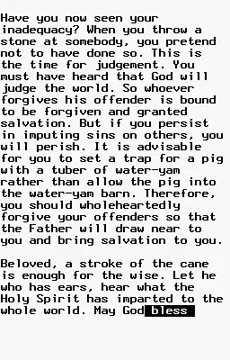 Have you now seen your
inadequacy? When you throw a
stone at somebody, you pretend
not to have done so. This is
the time for judgement. You
must have heard that God will
judge the world. So whoever
forgives his offender is bound
to be forgiven and granted
salvation. But if you persist
in imputing sins on others, you
will perish. It is advisable
for you to set a trap for a pig
with a tuber of water-yam
rather than allow the pig into
the water-yam barn. Therefore,
you should wholeheartedly
forgive your offenders so that
the Father will draw near to
you and bring salvation to you.

Beloved, a stroke of the cane
is enough for the wise. Let he
who has ears, hear what the
Holy Spirit has imparted to the
whole world. May God bless